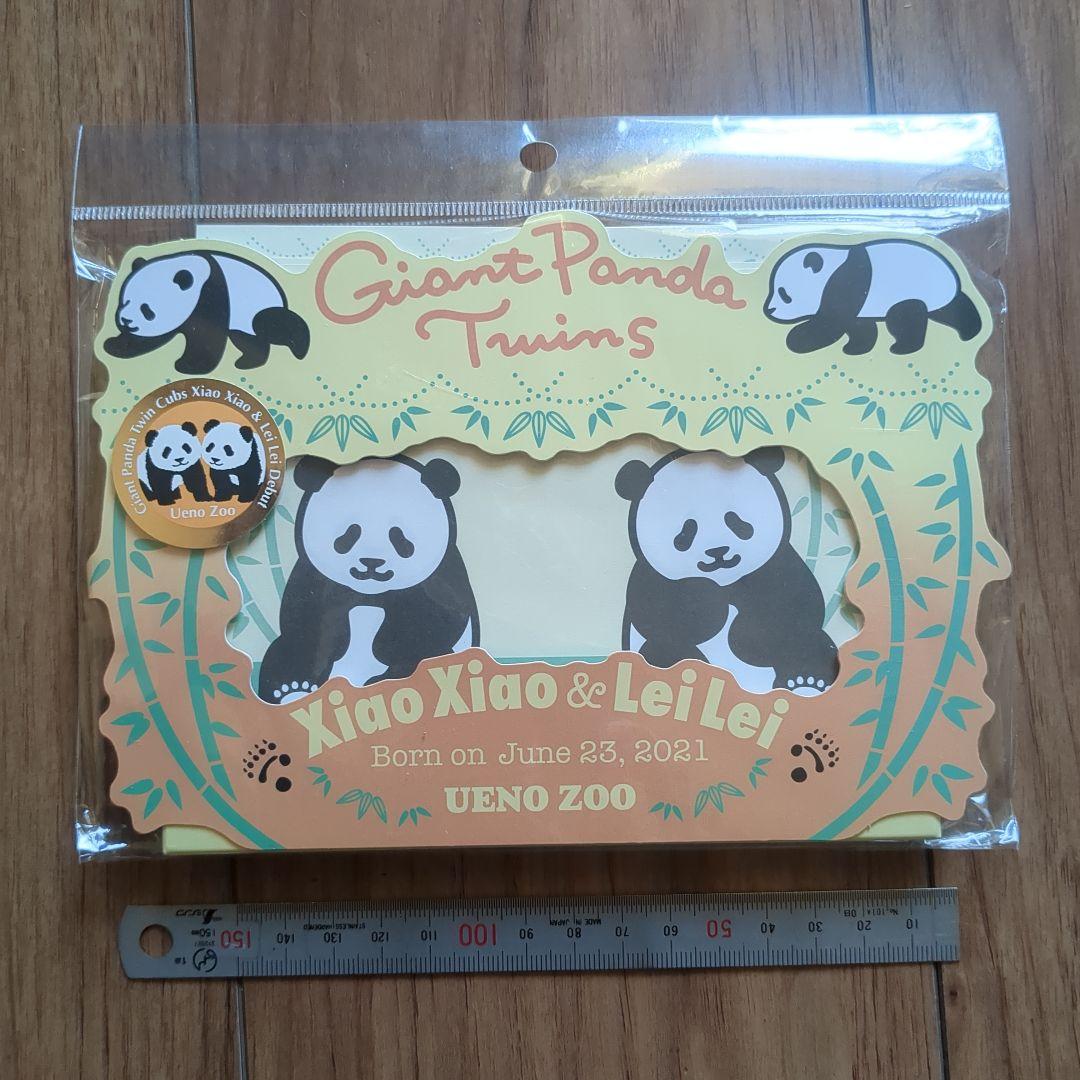 Giant Panda
Twins
Giant Panda Twin Cubs Xiao Xiao & Lei Lei Debut
Ueno Zoo
Xiao Xiao & Lei Lei
Born on June 23, 2021
UENO ZOO
150 140 130 120 110 100 90 80 70 60 50 40 30 20 10
STAINLESS HARDENED
MADE IN JAPAN